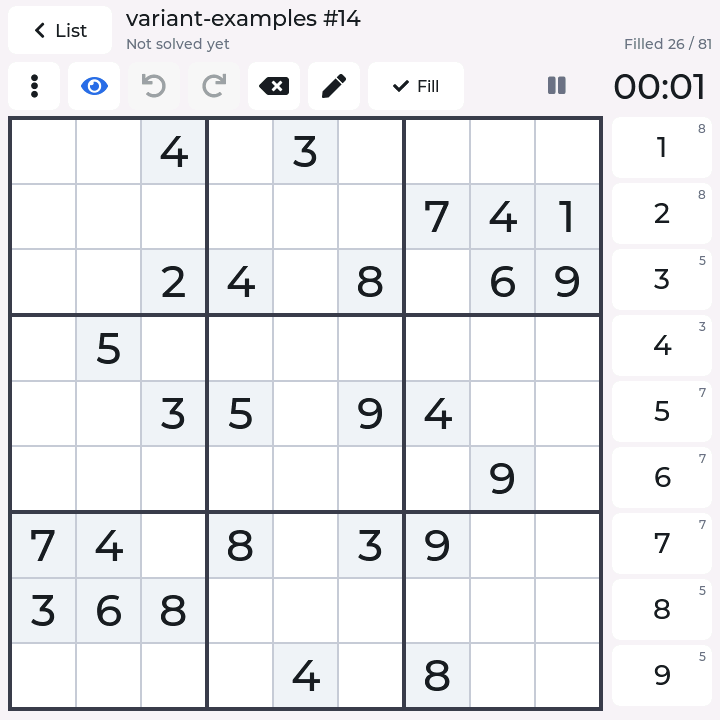 List
variant-examples #14
Not solved yet
Filled 26 / 81
Fill
00:01
4 3
7 4 1
2 4 8 6 9
5
3 5 9 4
9
7 4 8 3 9
3 6 8
4 8
1 8
2 8
3 5
4 3
5 7
6 7
7 7
8 5
9 5